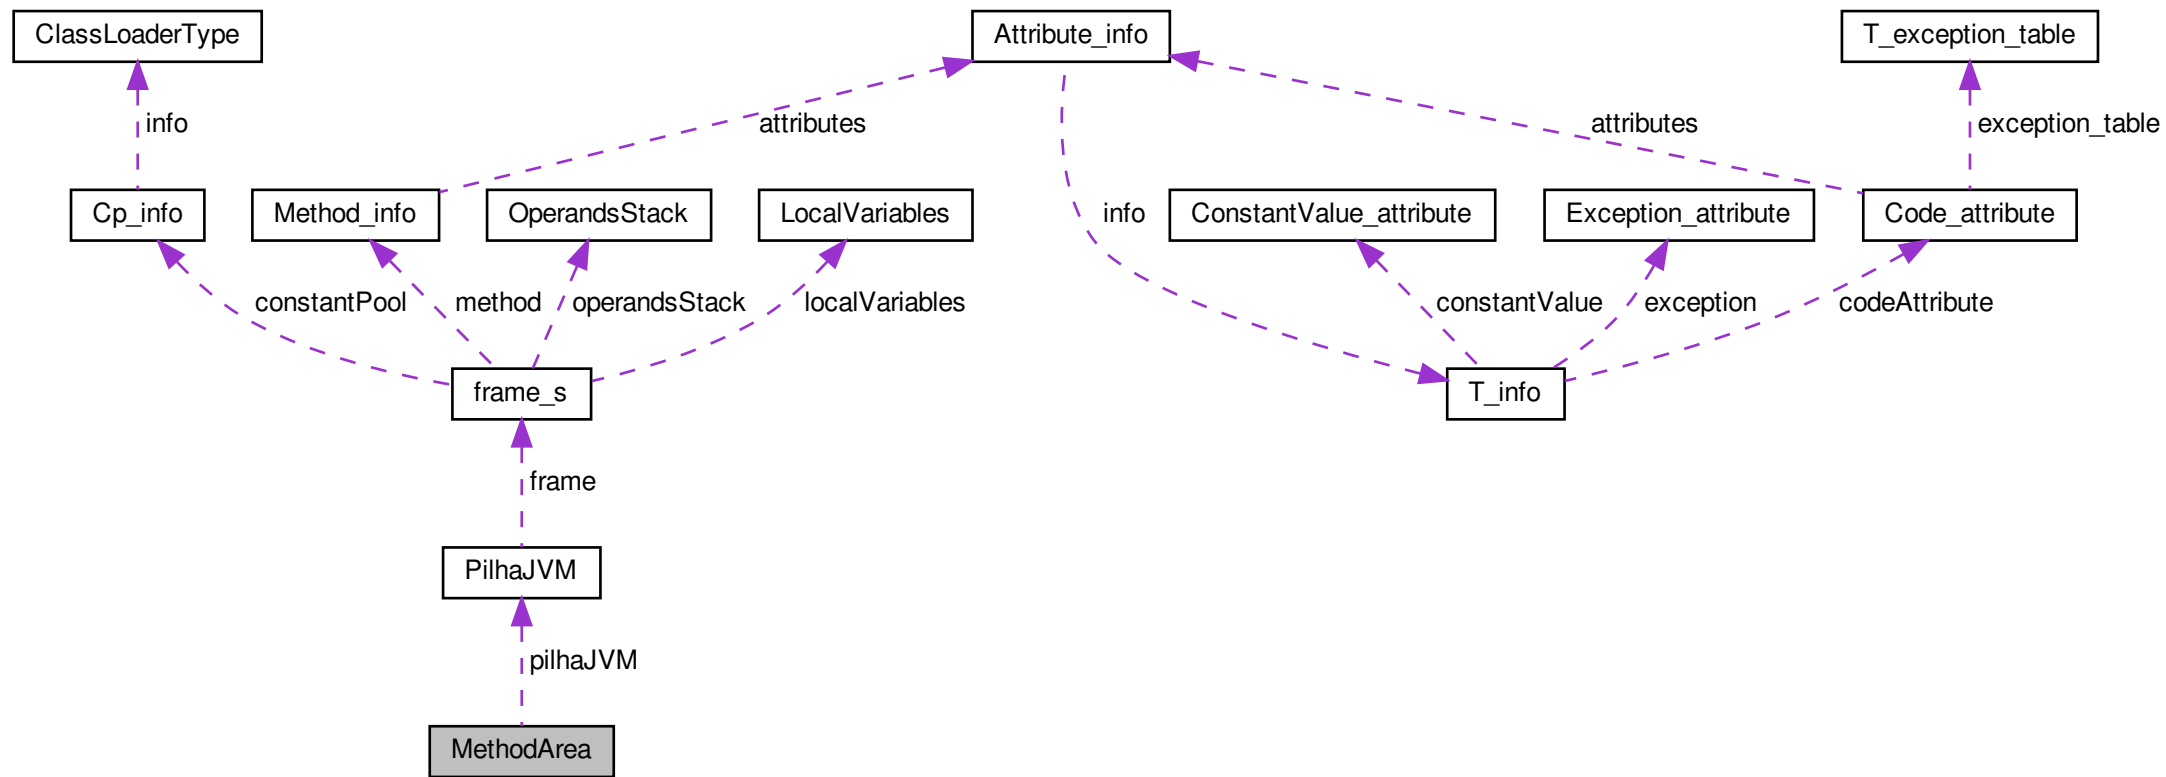 ClassLoaderType
Attribute_info
T_exception_table
info
attributes
attributes
exception_table
Cp_info
Method_info
OperandsStack
LocalVariables
info
ConstantValue_attribute
Exception_attribute
Code_attribute
constantPool
method
operandsStack
localVariables
constantValue
exception
codeAttribute
frame_s
T_info
frame
PilhaJVM
pilhaJVM
MethodArea